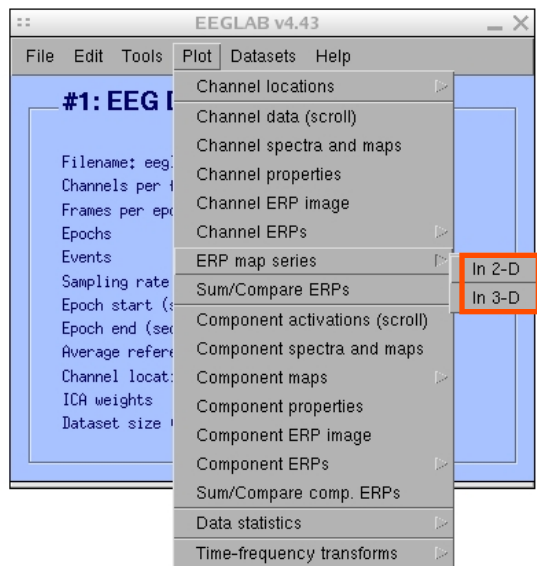 EEGLAB v4.43
File Edit Tools Plot Datasets Help
#1: EEG
Filename: eegl
Channels per
Frames per epo
Epochs
Events
Sampling rate
Epoch start (s
Epoch end (sec
Average refere
Channel locat
ICA weights
Dataset size
Channel locations
Channel data (scroll)
Channel spectra and maps
Channel properties
Channel ERP image
Channel ERPs
ERP map series
In 2-D
In 3-D
Sum/Compare ERPs
Component activations (scroll)
Component spectra and maps
Component maps
Component properties
Component ERP image
Component ERPs
Sum/Compare comp. ERPs
Data statistics
Time-frequency transforms